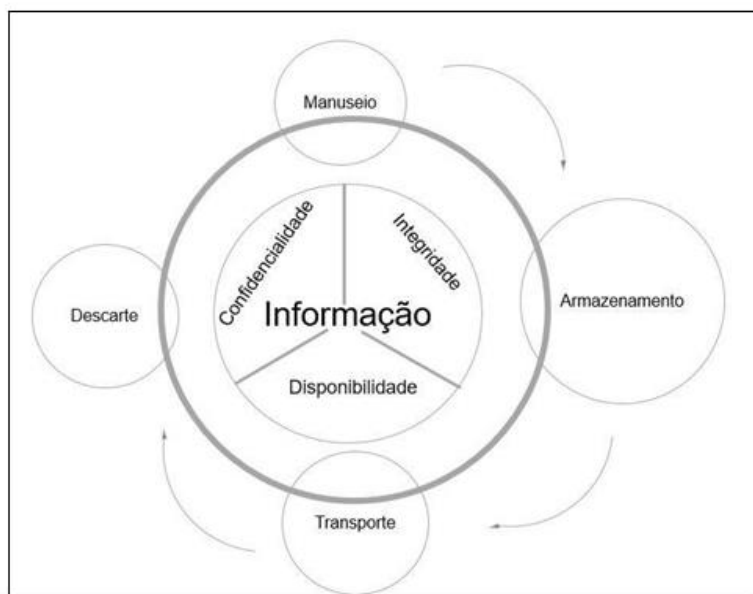 Manuseio
Confidencialidade
Integridade
Armazenamento
Descarte
Informação
Disponibilidade
Transporte